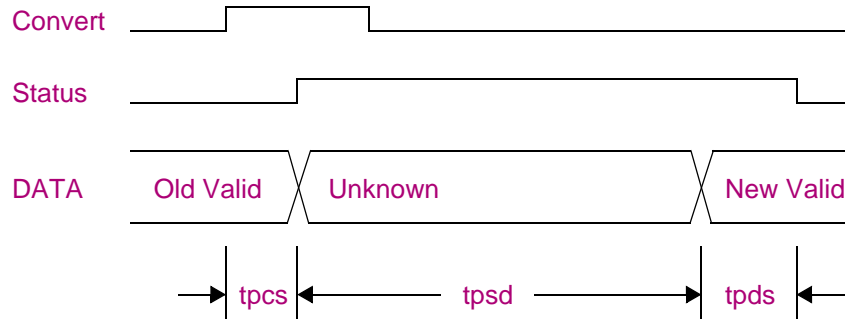 Convert
Status
DATA Old Valid Unknown New Valid
tpcs tpsd tpds